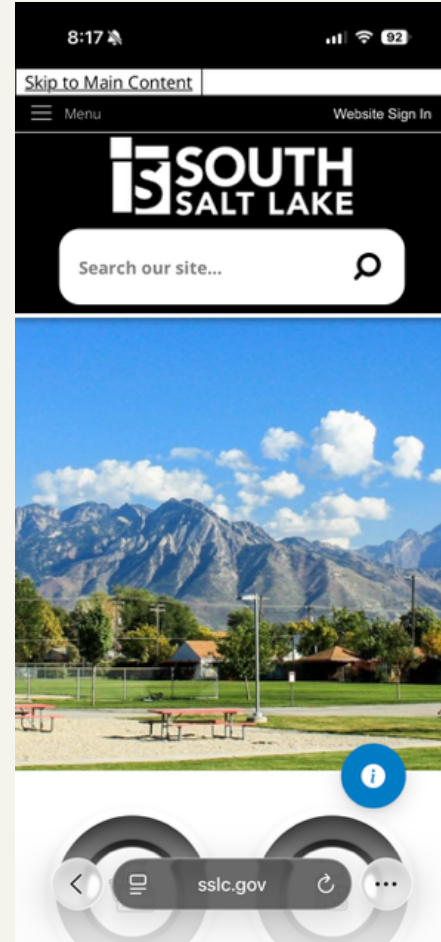 8:17
92
Skip to Main Content
Menu
Website Sign In
SOUTH
SALT LAKE
Search our site...
i
sslc.gov